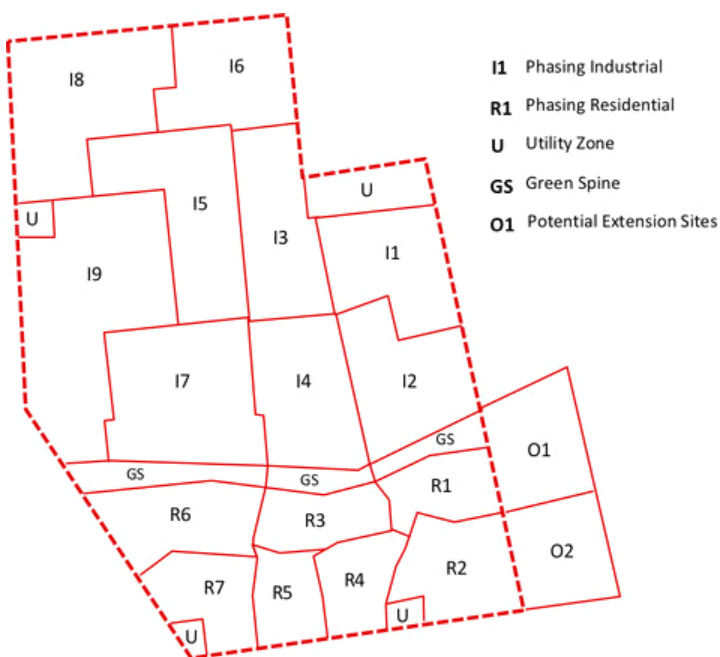 I6
I8
I1 Phasing Industrial
R1 Phasing Residential
U Utility Zone
GS Green Spine
O1 Potential Extension Sites
U
I5
U
I3
I1
I9
I7
I4
I2
GS
O1
GS
GS
R1
R6
R3
O2
R2
R4
R7
R5
U
U